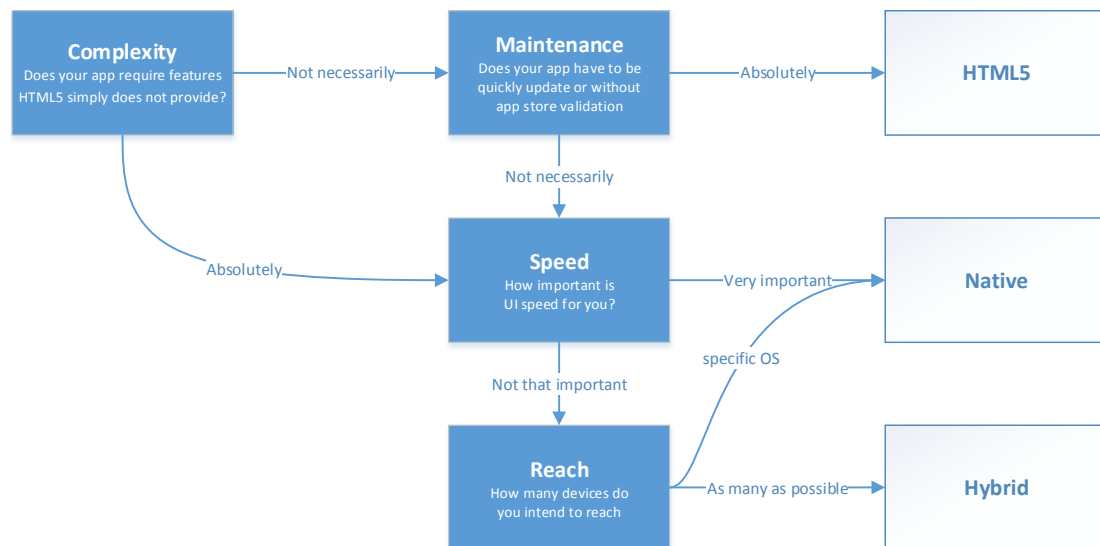 Complexity
Does your app require features
HTML5 simply does not provide?
Not necessarily
Maintenance
Does your app have to be
quickly update or without
app store validation
Absolutely
HTML5
Not necessarily
Absolutely
Speed
How important is
UI speed for you?
Very important
Native
specific OS
Not that important
Reach
How many devices do
you intend to reach
As many as possible
Hybrid